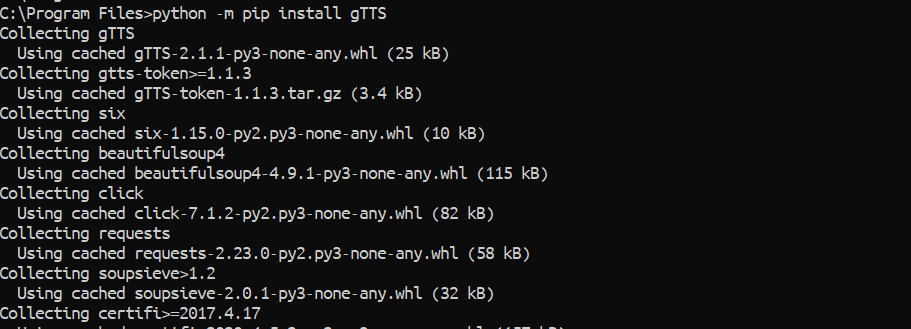 C:\Program Files>python -m pip install gTTS
Collecting gTTS
  Using cached gTTS-2.1.1-py3-none-any.whl (25 kB)
Collecting gtts-token>=1.1.3
  Using cached gTTS-token-1.1.3.tar.gz (3.4 kB)
Collecting six
  Using cached six-1.15.0-py2.py3-none-any.whl (10 kB)
Collecting beautifulsoup4
  Using cached beautifulsoup4-4.9.1-py3-none-any.whl (115 kB)
Collecting click
  Using cached click-7.1.2-py2.py3-none-any.whl (82 kB)
Collecting requests
  Using cached requests-2.23.0-py2.py3-none-any.whl (58 kB)
Collecting soupsieve>1.2
  Using cached soupsieve-2.0.1-py3-none-any.whl (32 kB)
Collecting certifi>=2017.4.17
  Using cached